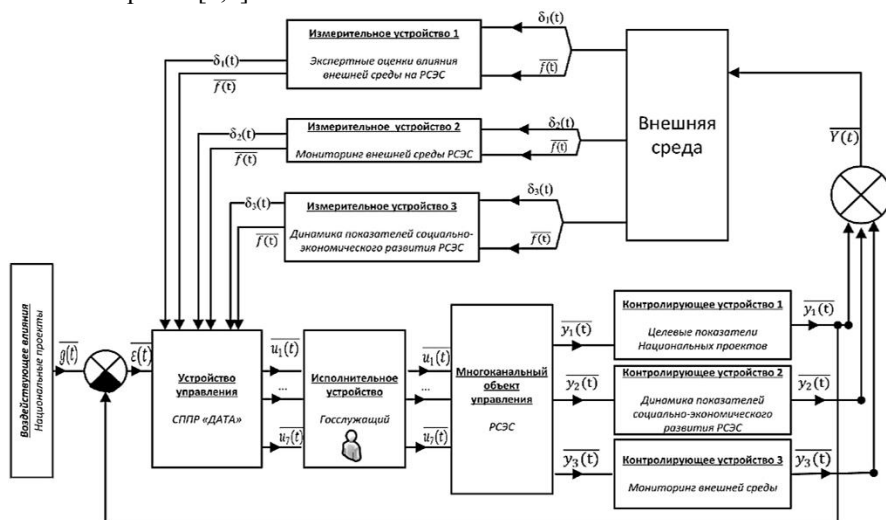 δ₁(t)
Измерительное устройство 1
Экспертные оценки влияния
внешней среды на РСЭС
δ₁(t)
f(t)
f(t)
δ₂(t)
Измерительное устройство 2
Мониторинг внешней среды РСЭС
δ₂(t)
f(t)
f(t)
Внешняя
среда
Y(t)
δ₃(t)
Измерительное устройство 3
Динамика показателей социально-
экономического развития РСЭС
δ₃(t)
f(t)
f(t)
Воздействующее влияния
Национальные проекты
g(t)
ε(t)
Устройство
управления
СППР «ДАТА»
u₁(t)
...
u₇(t)
Исполнительное
устройство
Госслужащий
u₁(t)
...
u₇(t)
Многоканальный
объект
управления
РСЭС
y₁(t)
Контролирующее устройство 1
Целевые показатели
Национальных проектов
y₁(t)
y₂(t)
Контролирующее устройство 2
Динамика показателей
социально-экономического
развития РСЭС
y₂(t)
y₃(t)
Контролирующее устройство 3
Мониторинг внешней среды
y₃(t)